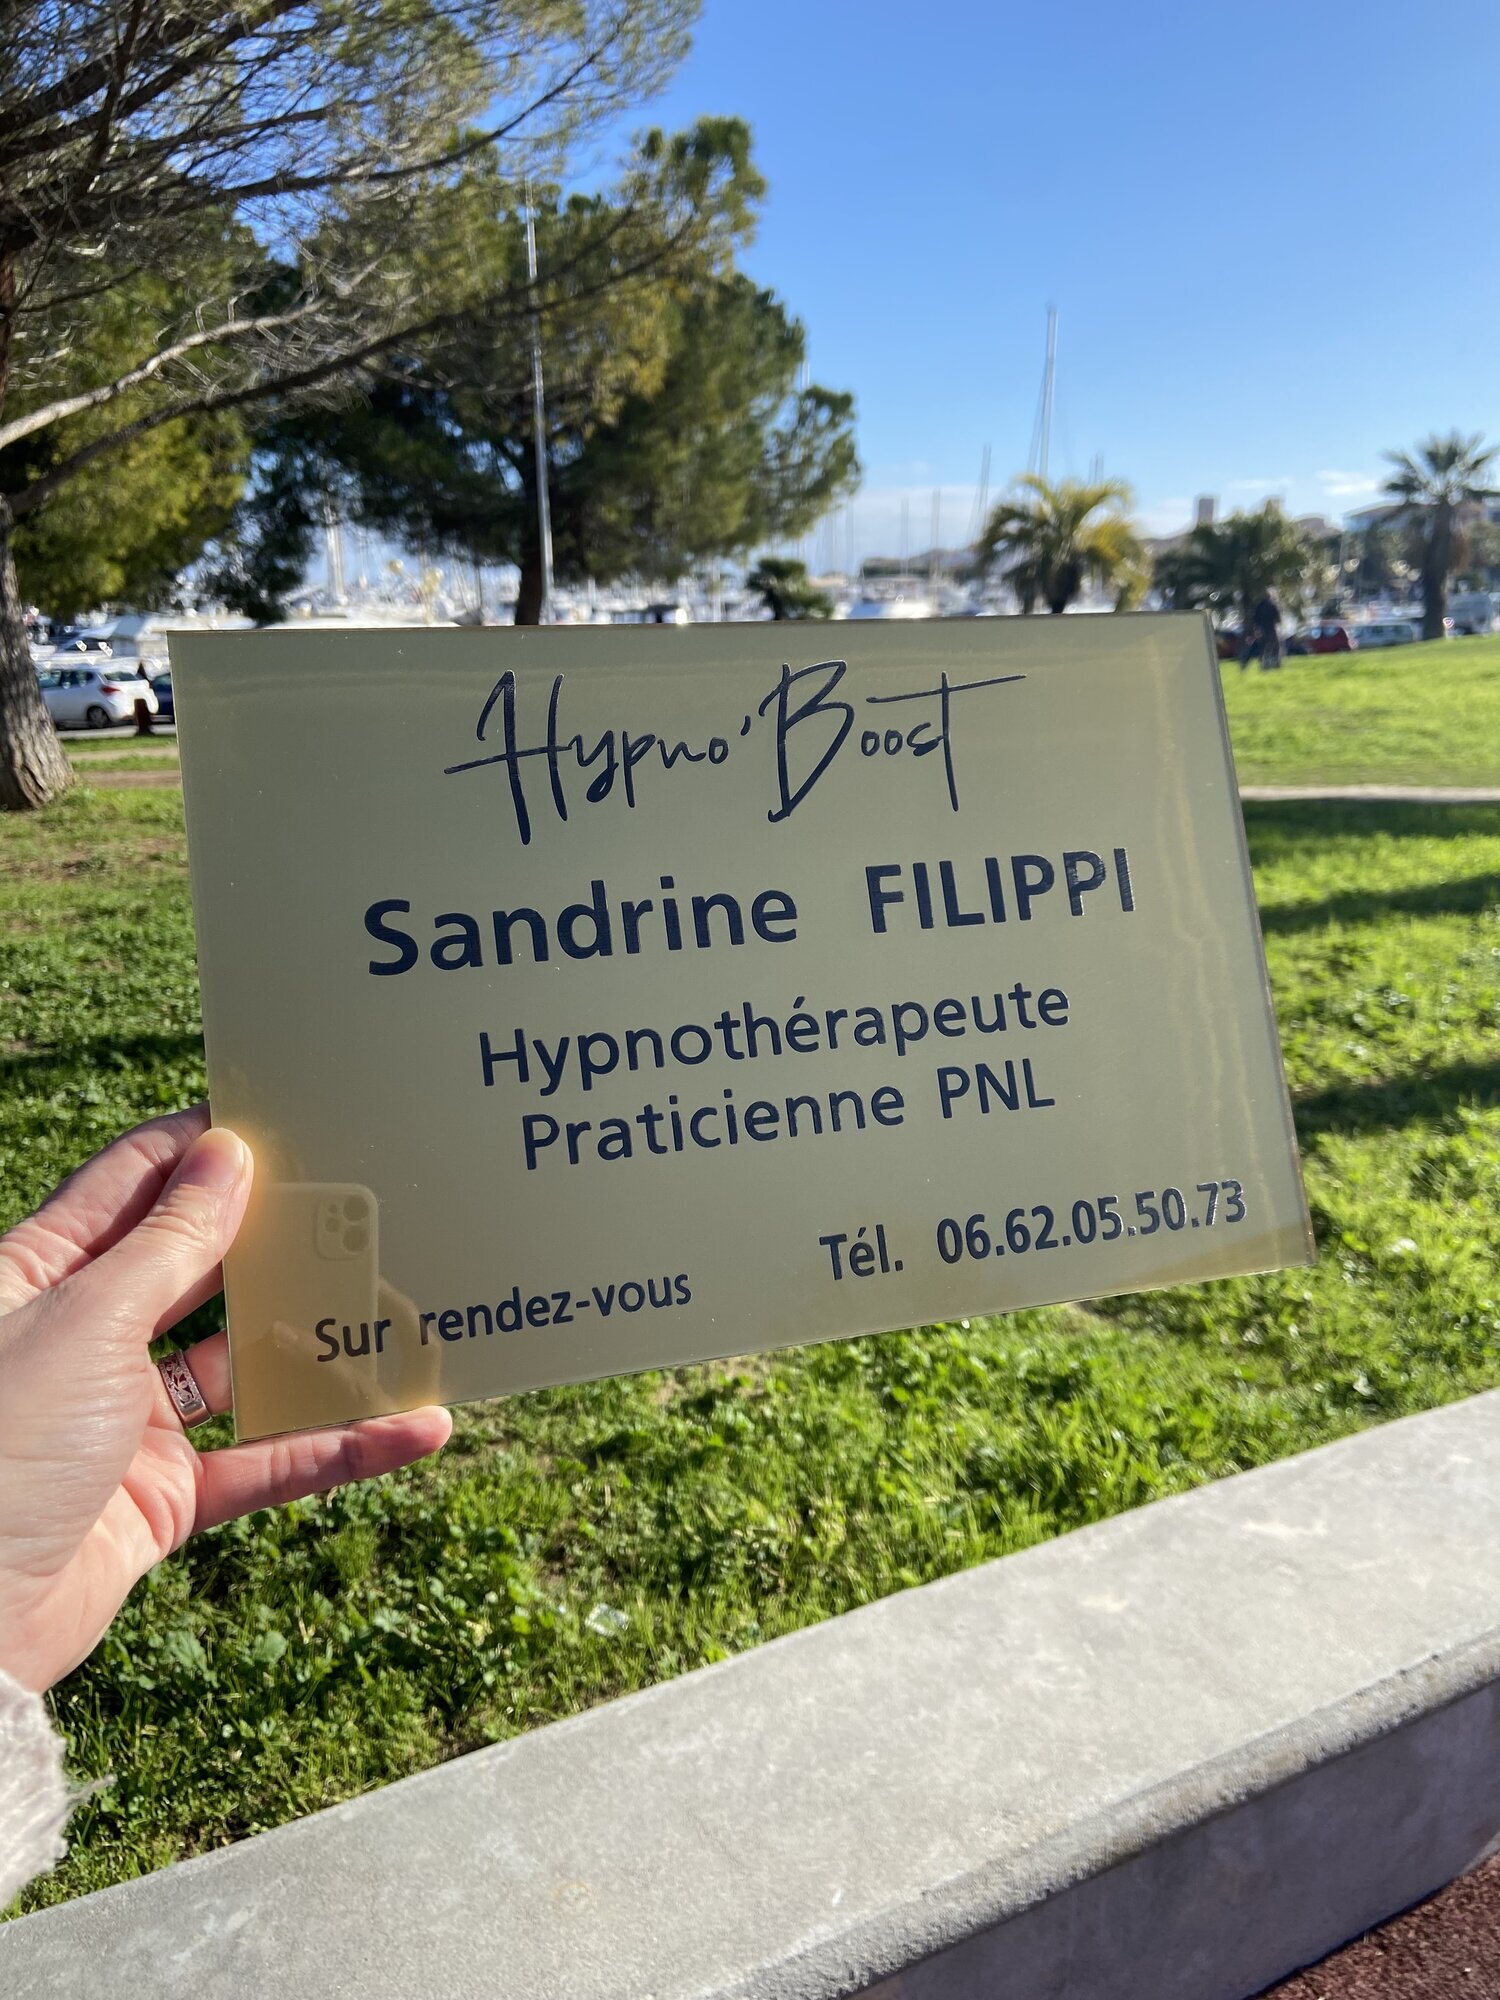 Hypno'Boost
Sandrine FILIPPI
Hypnothérapeute
Praticienne PNL
Sur rendez-vous Tél. 06.62.05.50.73